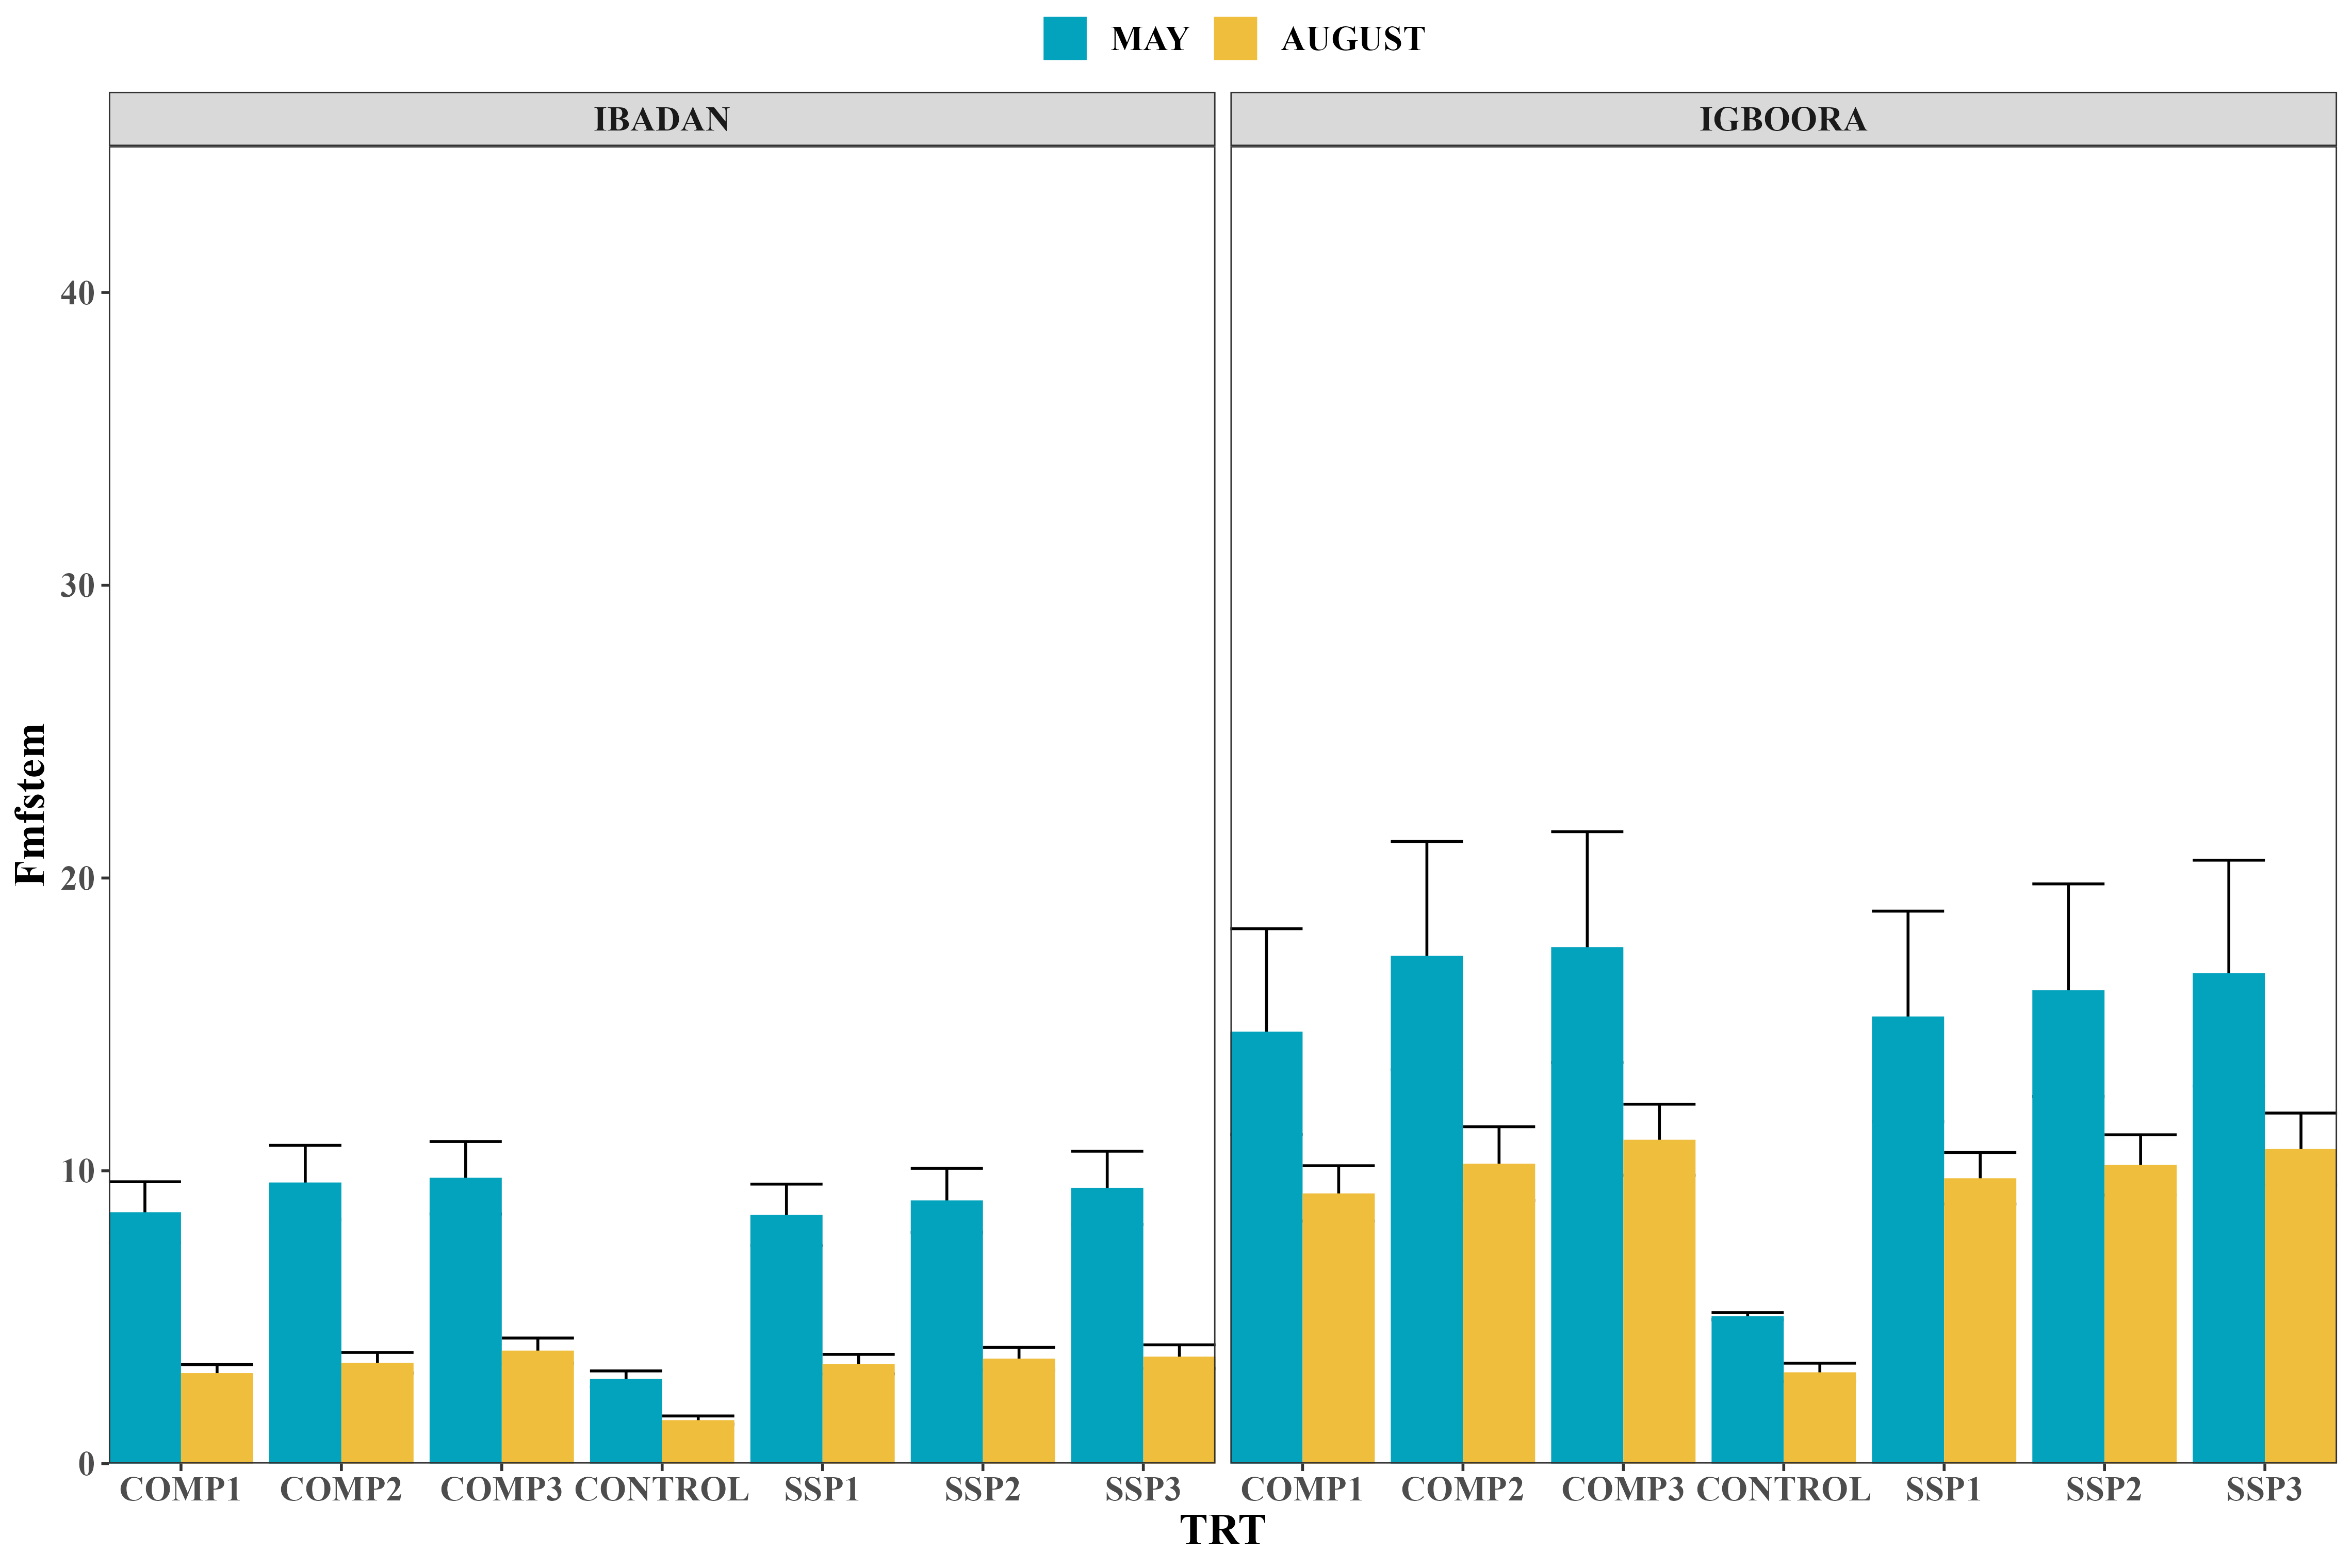 MAY AUGUST
IBADAN IGBOORA
40
30
20
10
0
Fmfstem
COMP1 COMP2 COMP3 CONTROL SSP1 SSP2 SSP3 COMP1 COMP2 COMP3 CONTROL SSP1 SSP2 SSP3
TRT